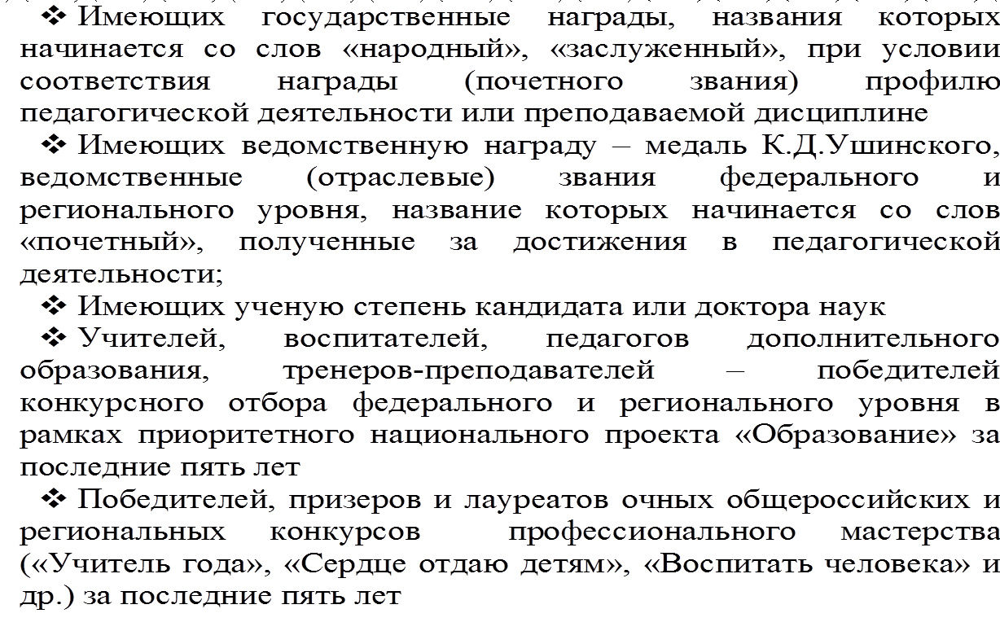 ❖ Имеющих государственные награды, названия которых
начинается со слов «народный», «заслуженный», при условии
соответствия награды (почетного звания) профилю
педагогической деятельности или преподаваемой дисциплине
❖ Имеющих ведомственную награду – медаль К.Д.Ушинского,
ведомственные (отраслевые) звания федерального и
регионального уровня, название которых начинается со слов
«почетный», полученные за достижения в педагогической
деятельности;
❖ Имеющих ученую степень кандидата или доктора наук
❖ Учителей, воспитателей, педагогов дополнительного
образования, тренеров-преподавателей – победителей
конкурсного отбора федерального и регионального уровня в
рамках приоритетного национального проекта «Образование» за
последние пять лет
❖ Победителей, призеров и лауреатов очных общероссийских и
региональных конкурсов профессионального мастерства
(«Учитель года», «Сердце отдаю детям», «Воспитать человека» и
др.) за последние пять лет